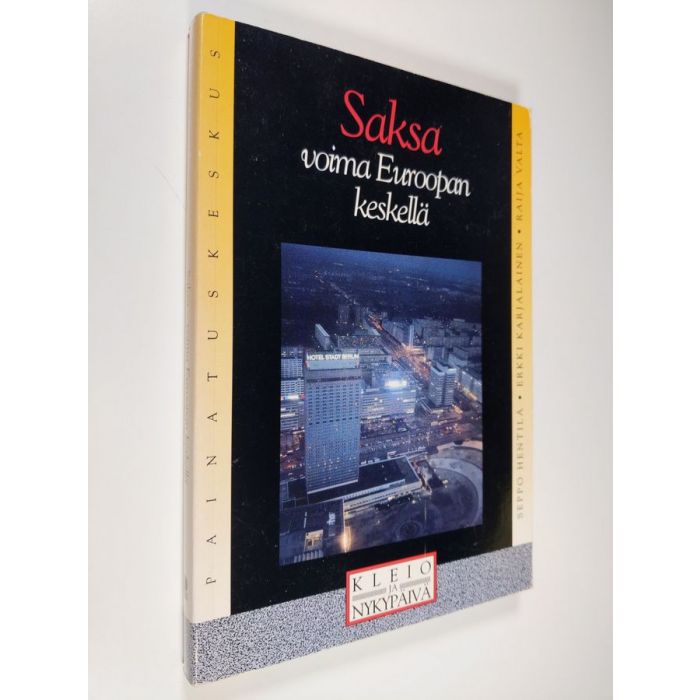 PAINATUSKESKUS
Saksa
voima Euroopan
keskellä
HOTEL STADT BERLIN
SEPPO HENTILÄ • ERKKI KARJALAINEN • RAIJA VALTA
KLEIO
JA
NYKYPÄIVÄ